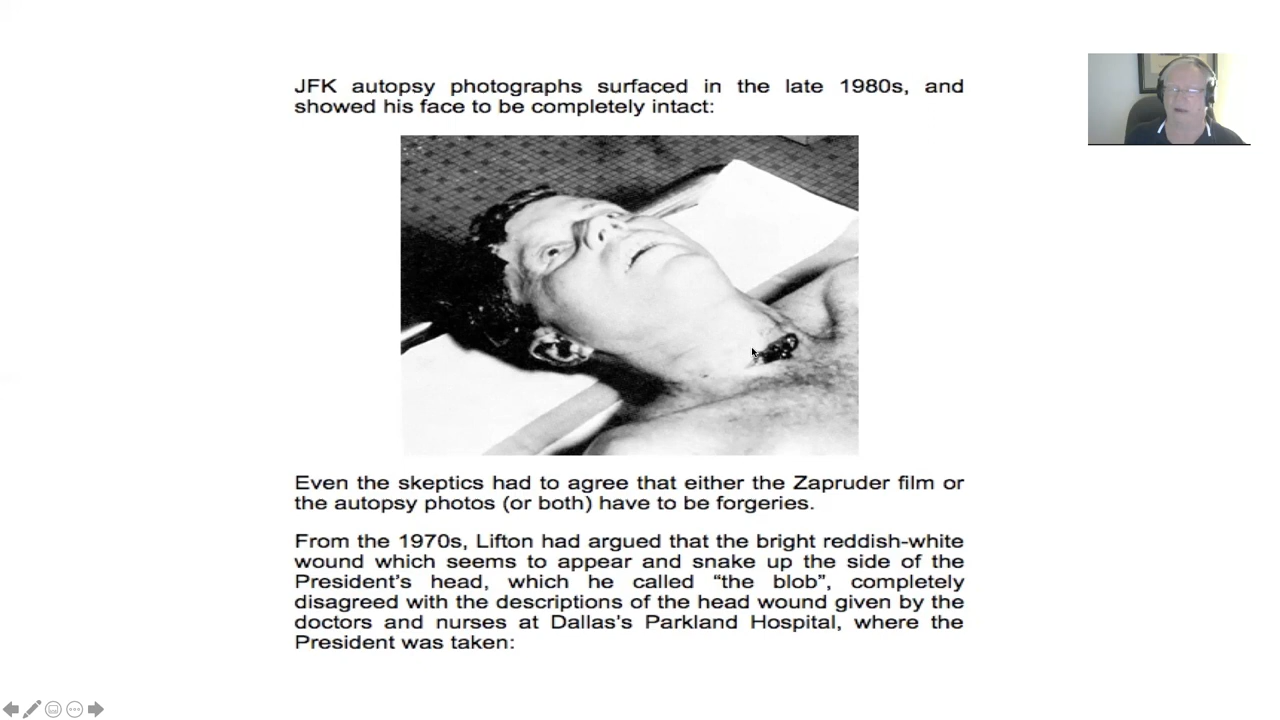 JFK autopsy photographs surfaced in the late 1980s, and
showed his face to be completely intact:
Even the skeptics had to agree that either the Zapruder film or
the autopsy photos (or both) have to be forgeries.
From the 1970s, Lifton had argued that the bright reddish-white
wound which seems to appear and snake up the side of the
President's head, which he called “the blob”, completely
disagreed with the descriptions of the head wound given by the
doctors and nurses at Dallas's Parkland Hospital, where the
President was taken: